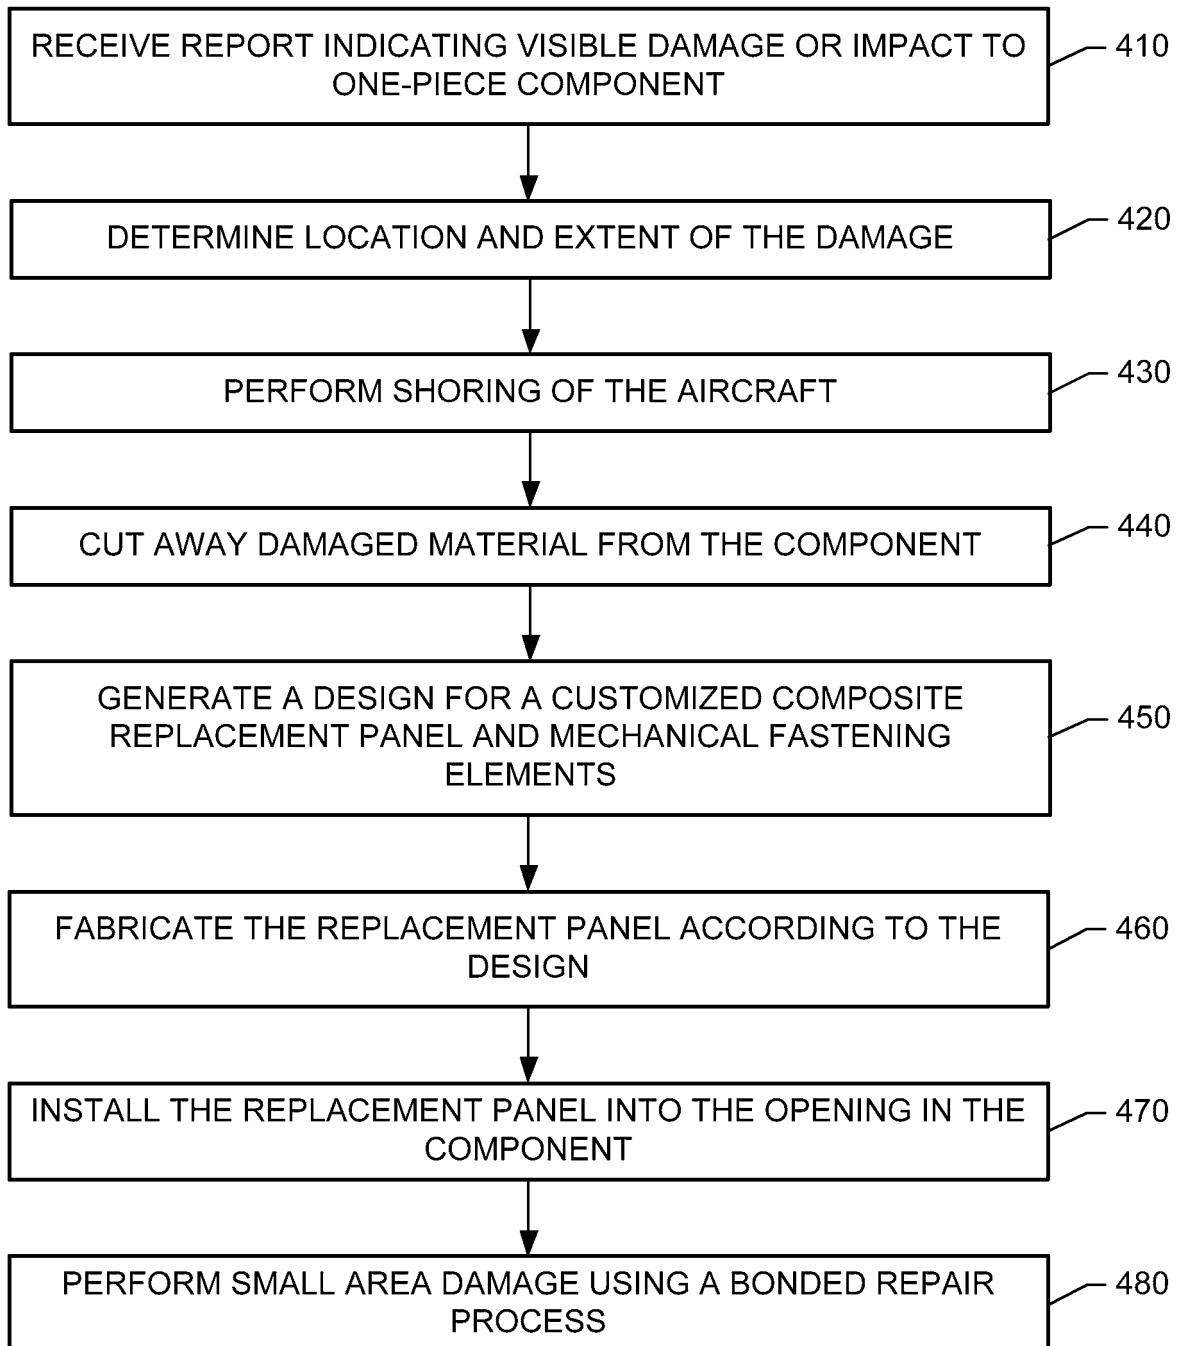 RECEIVE REPORT INDICATING VISIBLE DAMAGE OR IMPACT TO
ONE-PIECE COMPONENT
410
DETERMINE LOCATION AND EXTENT OF THE DAMAGE
420
PERFORM SHORING OF THE AIRCRAFT
430
CUT AWAY DAMAGED MATERIAL FROM THE COMPONENT
440
GENERATE A DESIGN FOR A CUSTOMIZED COMPOSITE
REPLACEMENT PANEL AND MECHANICAL FASTENING
ELEMENTS
450
FABRICATE THE REPLACEMENT PANEL ACCORDING TO THE
DESIGN
460
INSTALL THE REPLACEMENT PANEL INTO THE OPENING IN THE
COMPONENT
470
PERFORM SMALL AREA DAMAGE USING A BONDED REPAIR
PROCESS
480